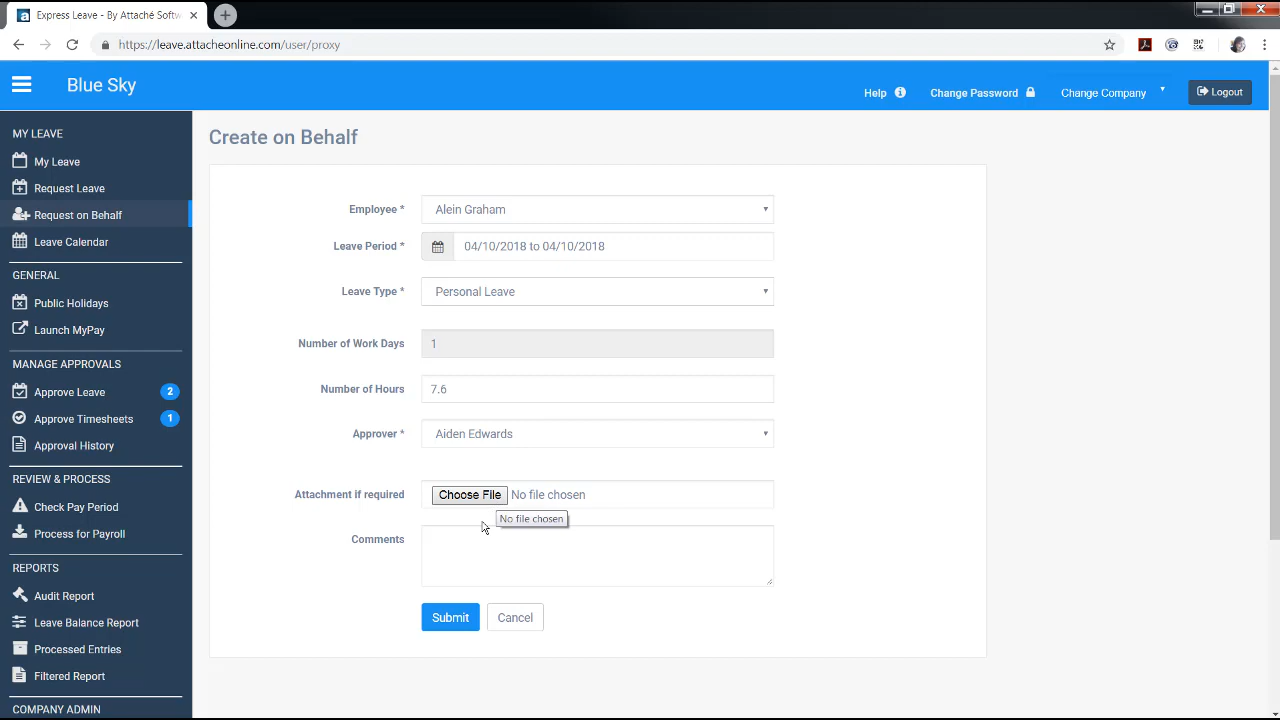 Express Leave - By Attaché Softw
https://leave.attacheonline.com/user/proxy
Blue Sky
Help
Change Password
Change Company
Logout
MY LEAVE
My Leave
Request Leave
Request on Behalf
Leave Calendar
GENERAL
Public Holidays
Launch MyPay
MANAGE APPROVALS
Approve Leave 2
Approve Timesheets 1
Approval History
REVIEW & PROCESS
Check Pay Period
Process for Payroll
REPORTS
Audit Report
Leave Balance Report
Processed Entries
Filtered Report
COMPANY ADMIN
Create on Behalf
Employee * Alein Graham
Leave Period * 04/10/2018 to 04/10/2018
Leave Type * Personal Leave
Number of Work Days 1
Number of Hours 7.6
Approver * Aiden Edwards
Attachment if required Choose File No file chosen
No file chosen
Comments
Submit Cancel